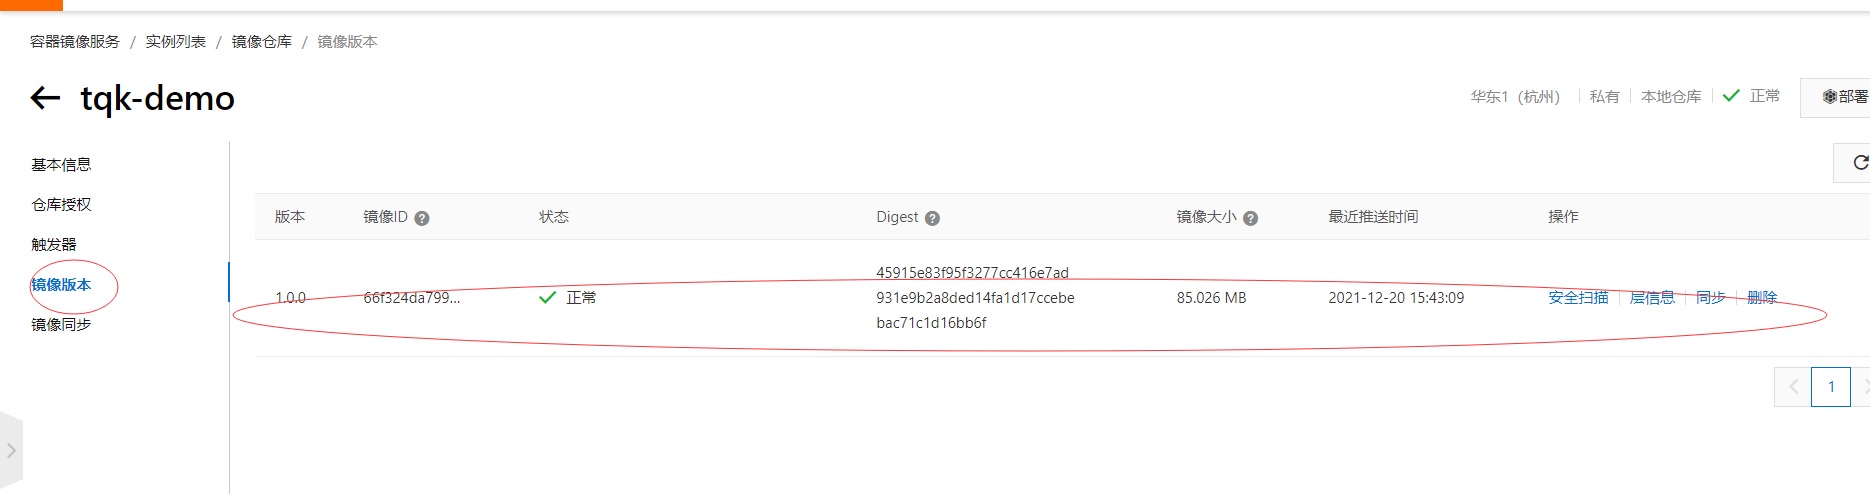 容器镜像服务 / 实例列表 / 镜像仓库 / 镜像版本
← tqk-demo
华东1（杭州） 私有 本地仓库 正常 部署
基本信息
仓库授权
触发器
镜像版本
镜像同步
版本 镜像ID ? 状态 Digest ? 镜像大小 ? 最近推送时间 操作
1.0.0 66f324da799... 正常
45915e83f95f3277cc416e7ad
931e9b2a8ded14fa1d17ccebe
bac71c1d16bb6f
85.026 MB 2021-12-20 15:43:09 安全扫描 层信息 同步 删除
1